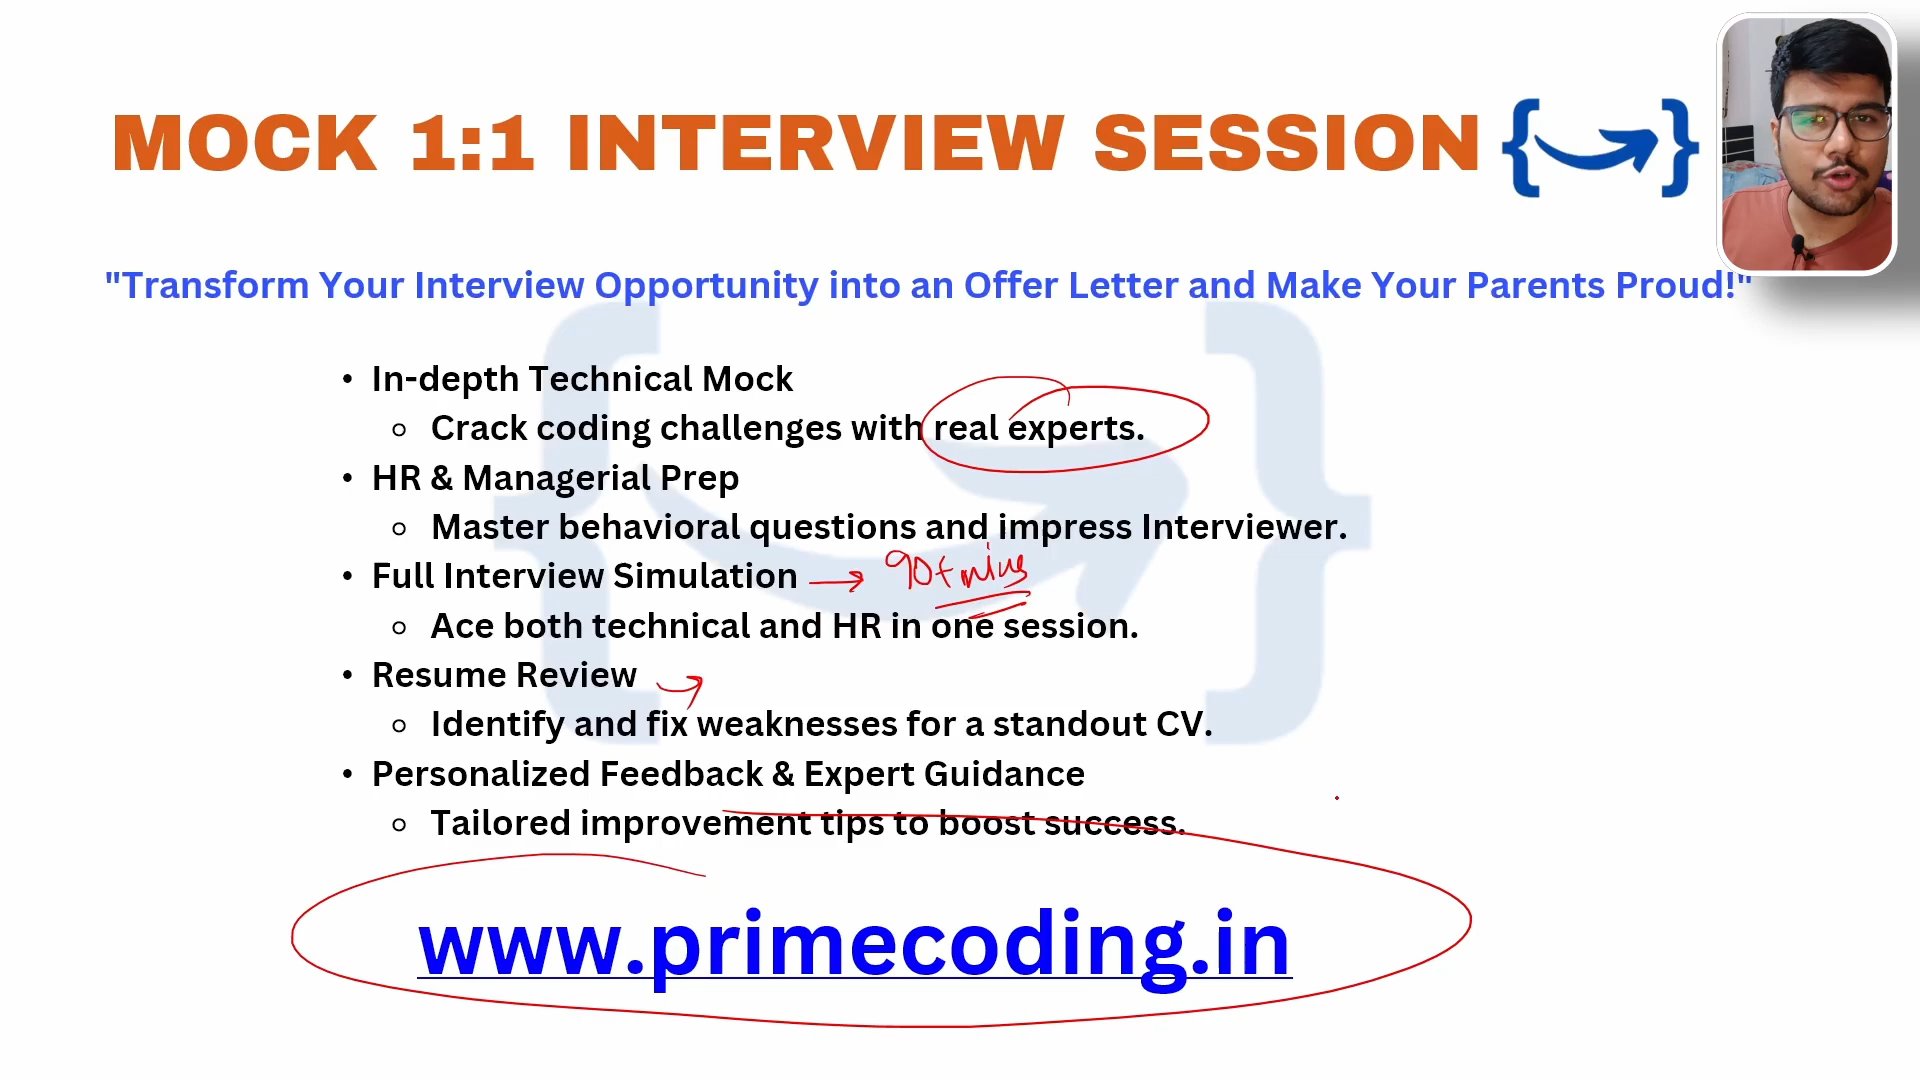 MOCK 1:1 INTERVIEW SESSION {→}
"Transform Your Interview Opportunity into an Offer Letter and Make Your Parents Proud!"
• In-depth Technical Mock
○ Crack coding challenges with real experts.
• HR & Managerial Prep
○ Master behavioral questions and impress Interviewer.
• Full Interview Simulation → 90+ mins
○ Ace both technical and HR in one session.
• Resume Review →
○ Identify and fix weaknesses for a standout CV.
• Personalized Feedback & Expert Guidance
○ Tailored improvement tips to boost success.
www.primecoding.in